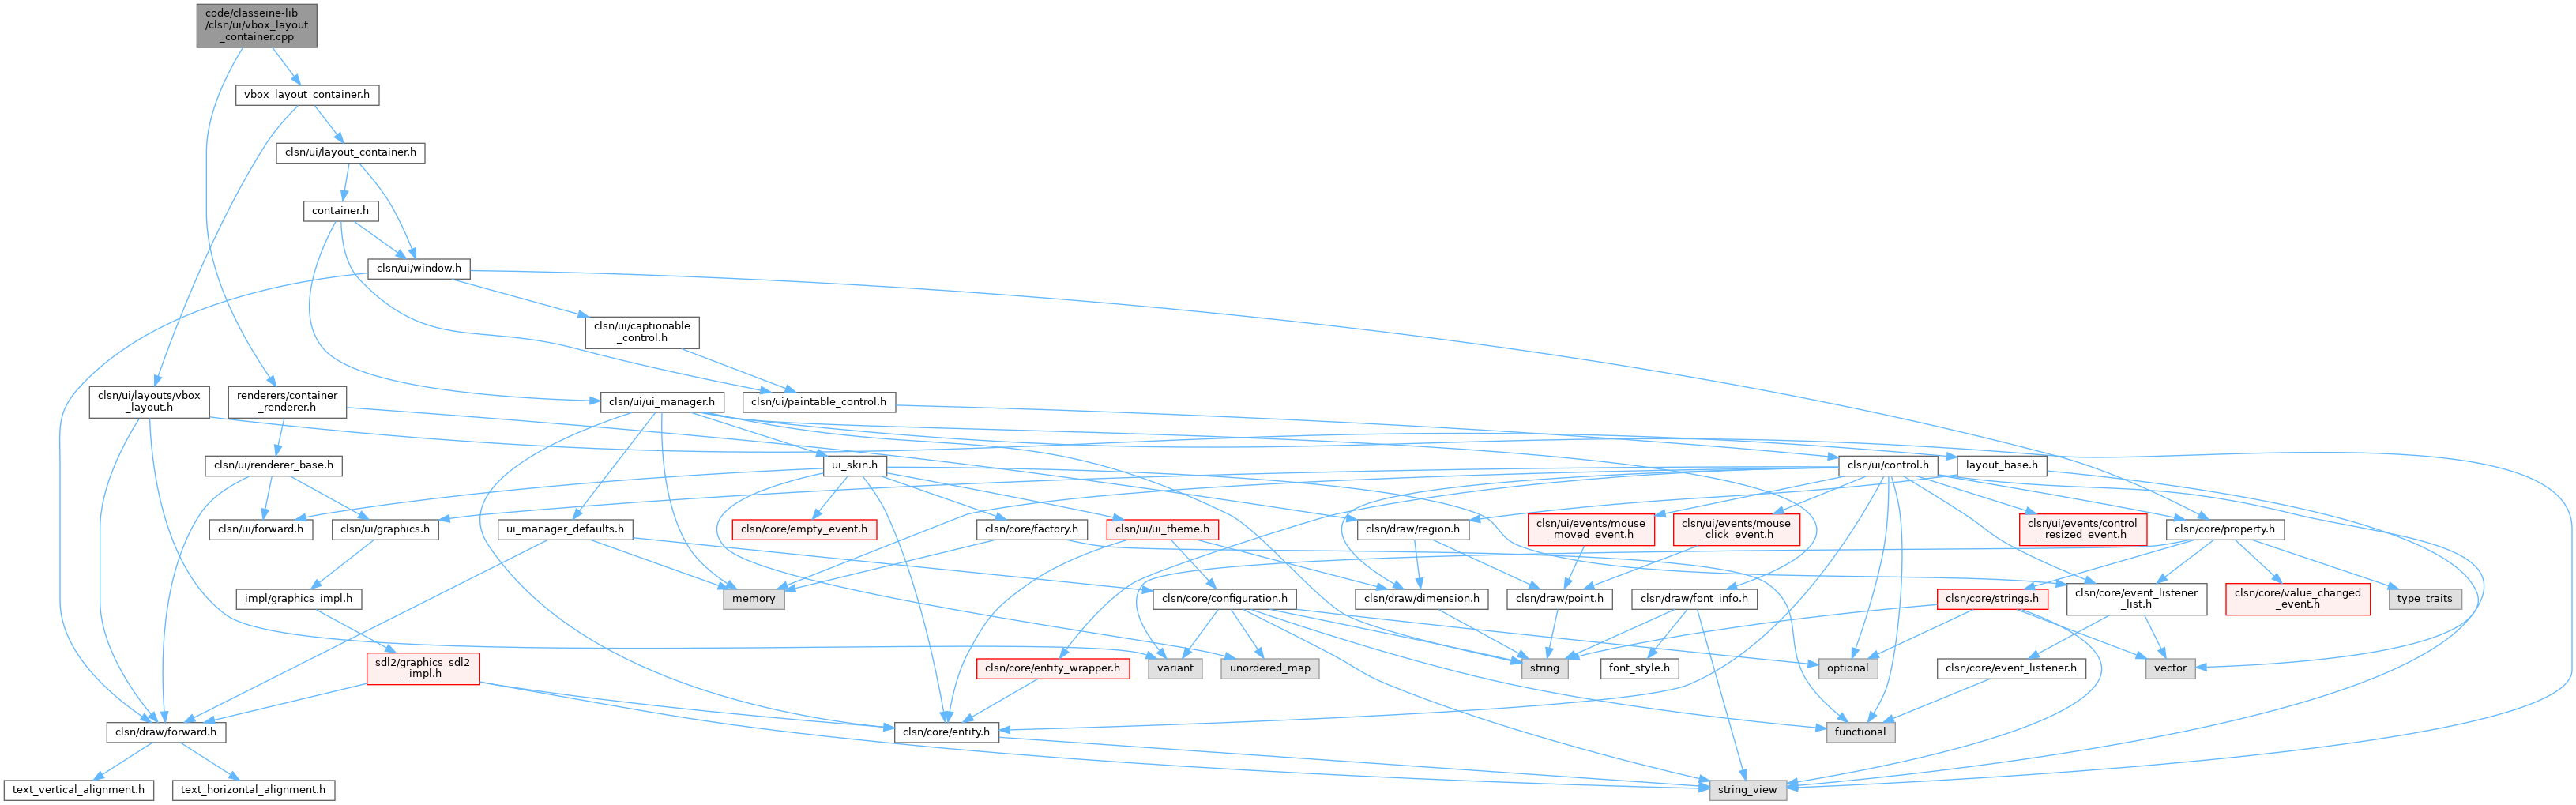 code/classeine-lib
/clsn/ui/vbox_layout
_container.cpp
vbox_layout_container.h
clsn/ui/layout_container.h
container.h
clsn/ui/window.h
clsn/ui/captionable
_control.h
clsn/ui/layouts/vbox
_layout.h
renderers/container
_renderer.h
clsn/ui/ui_manager.h
clsn/ui/paintable_control.h
clsn/ui/renderer_base.h
ui_skin.h
clsn/ui/control.h
layout_base.h
clsn/ui/forward.h
clsn/ui/graphics.h
ui_manager_defaults.h
clsn/core/empty_event.h
clsn/core/factory.h
clsn/ui/ui_theme.h
clsn/draw/region.h
clsn/ui/events/mouse
_moved_event.h
clsn/ui/events/mouse
_click_event.h
clsn/ui/events/control
_resized_event.h
clsn/core/property.h
impl/graphics_impl.h
memory
clsn/core/configuration.h
clsn/draw/dimension.h
clsn/draw/point.h
clsn/draw/font_info.h
clsn/core/strings.h
clsn/core/event_listener
_list.h
clsn/core/value_changed
_event.h
type_traits
sdl2/graphics_sdl2
_impl.h
clsn/core/entity_wrapper.h
variant
unordered_map
string
font_style.h
optional
clsn/core/event_listener.h
vector
clsn/draw/forward.h
clsn/core/entity.h
functional
text_vertical_alignment.h
text_horizontal_alignment.h
string_view